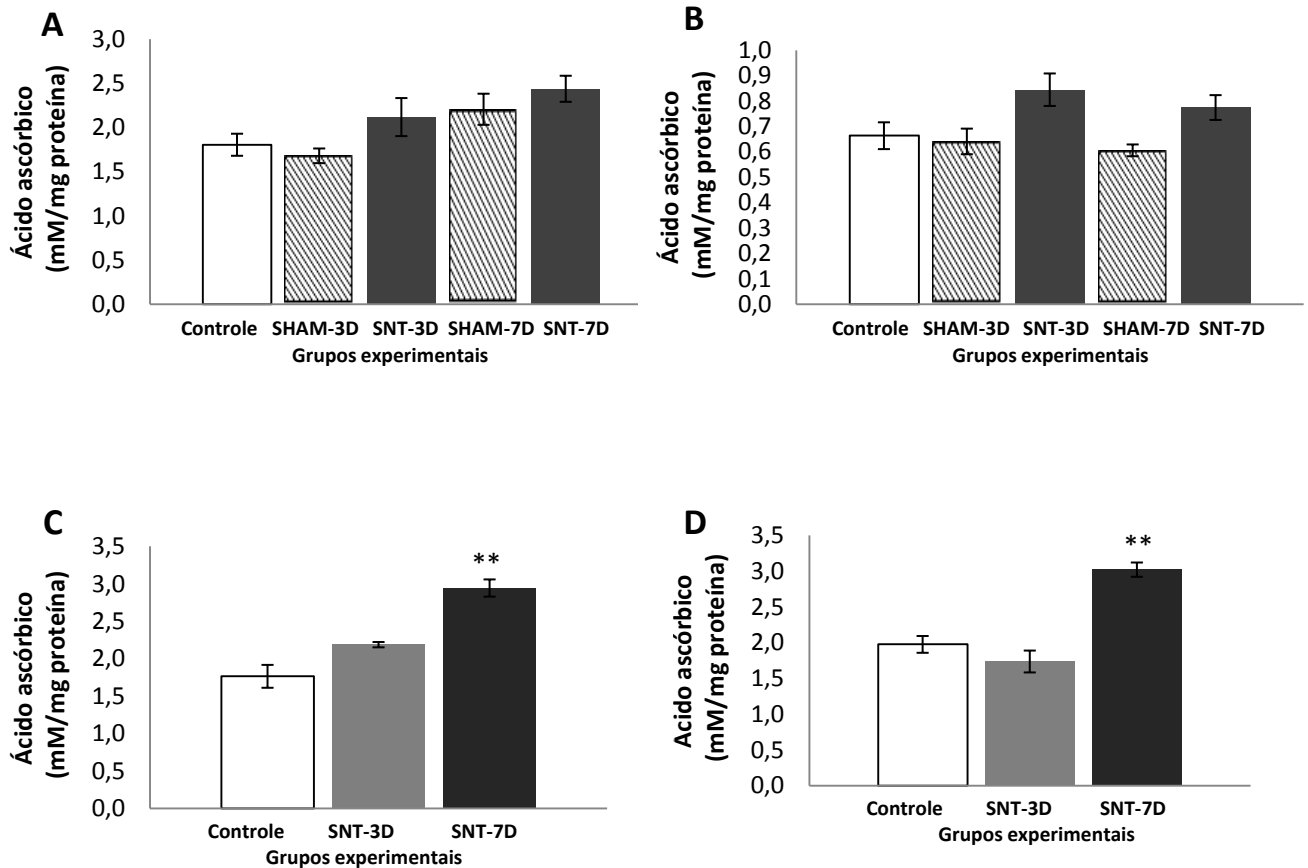 A
Ácido ascórbico
(mM/mg proteína)
3,0
2,5
2,0
1,5
1,0
0,5
0,0
Controle SHAM-3D SNT-3D SHAM-7D SNT-7D
Grupos experimentais
B
Ácido ascórbico
(mM/mg proteína)
1,0
0,9
0,8
0,7
0,6
0,5
0,4
0,3
0,2
0,1
0,0
Controle SHAM-3D SNT-3D SHAM-7D SNT-7D
Grupos experimentais
C
Ácido ascórbico
(mM/mg proteína)
3,5
3,0
2,5
2,0
1,5
1,0
0,5
0,0
**
Controle SNT-3D SNT-7D
Grupos experimentais
D
Acido ascórbico
(mM/mg proteína)
3,5
3,0
2,5
2,0
1,5
1,0
0,5
0,0
**
Controle SNT-3D SNT-7D
Grupos experimentais